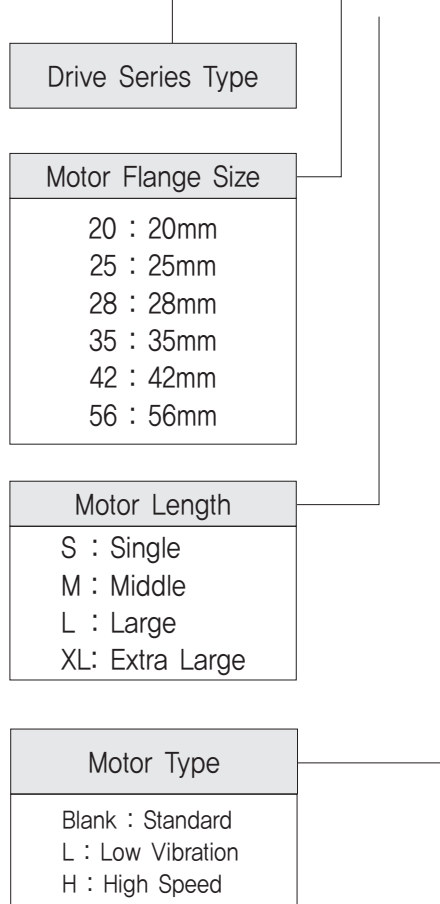 Drive Series Type
Motor Flange Size
20 : 20mm
25 : 25mm
28 : 28mm
35 : 35mm
42 : 42mm
56 : 56mm
Motor Length
S : Single
M : Middle
L : Large
XL: Extra Large
Motor Type
Blank : Standard
L : Low Vibration
H : High Speed